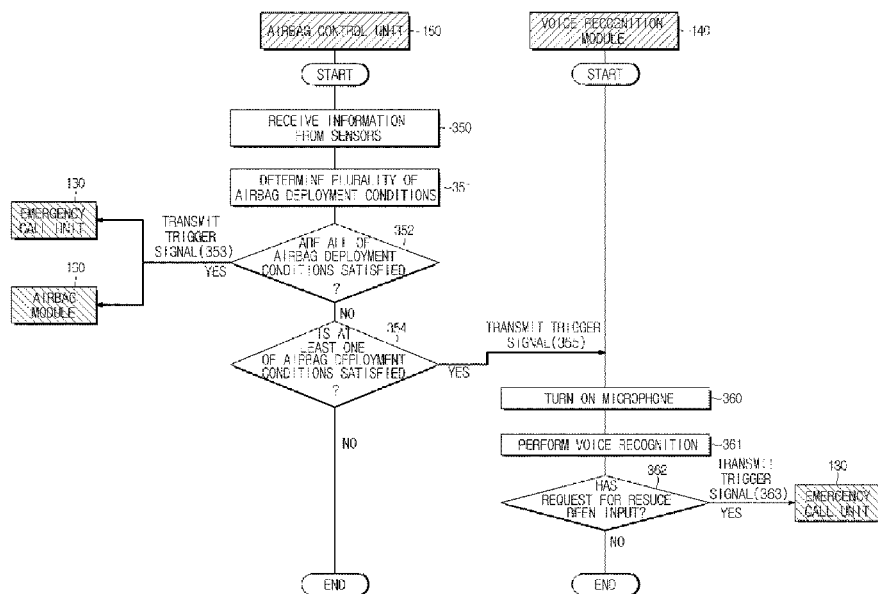 AIRBAG CONTROL UNIT
150
VOICE RECOGNITION
MODULE
140
START
START
RECEIVE INFORMATION
FROM SENSORS
350
DETERMINE PLURALITY OF
AIRBAG DEPLOYMENT CONDITIONS
351
130
EMERGENCY
CALL UNIT
TRANSMIT
TRIGGER
SIGNAL(353)
YES
352
ARE ALL OF
AIRBAG DEPLOYMENT
CONDITIONS SATISFIED
?
160
AIRBAG
MODULE
NO
354
IS AT
LEAST ONE
OF AIRBAG DEPLOYMENT
CONDITIONS SATISFIED
?
TRANSMIT TRIGGER
SIGNAL(355)
YES
TURN ON MICROPHONE
360
NO
PERFORM VOICE RECOGNITION
361
362
HAS
REQUEST FOR RESUCE
BEEN INPUT?
TRANSMIT
TRIGGER
SIGNAL(363)
YES
130
EMERGENCY
CALL UNIT
NO
END
END